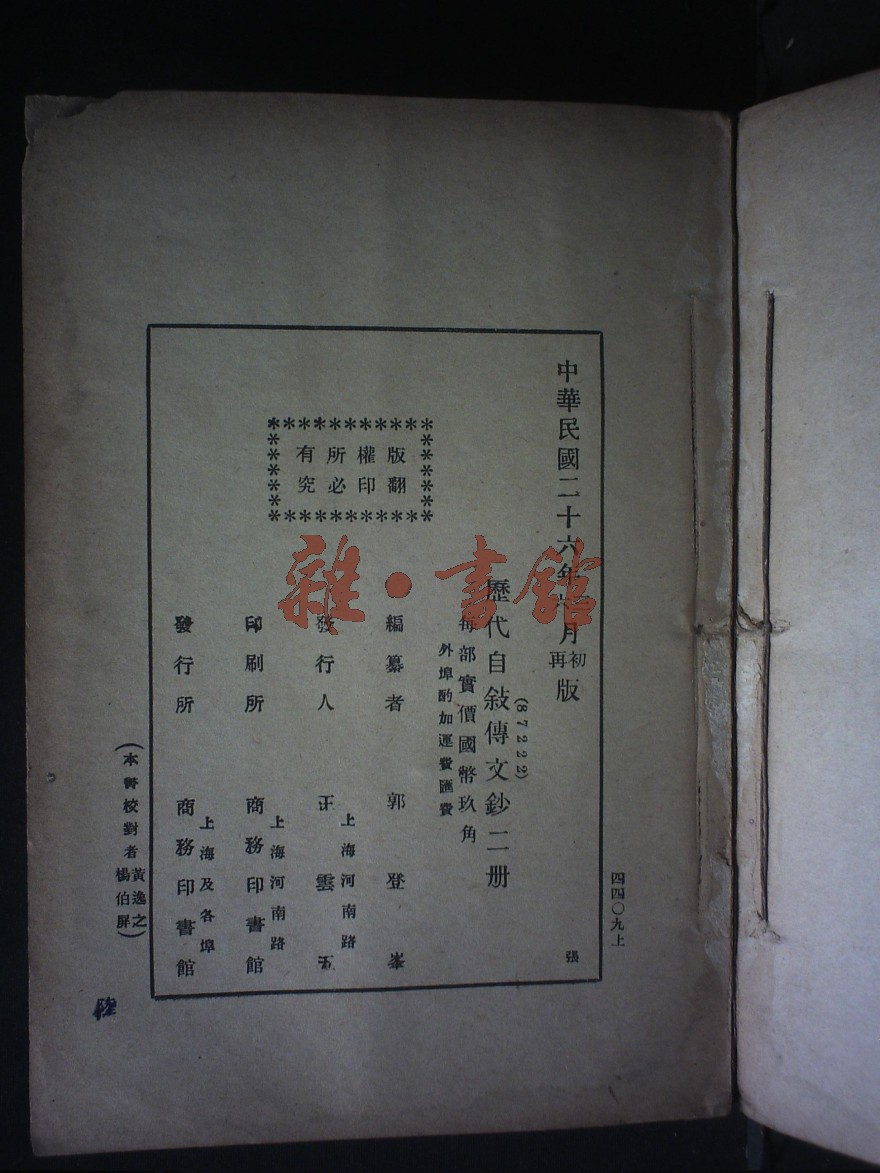 四四〇九上
中華民國二十六年 月初再版
張
(87222)
歷代自敍傳文鈔二册
每部實價國幣玖角
外埠酌加運費匯費
版權所有
翻印必究
編纂者 郭登峯
上海河南路
發行人 王雲五
上海河南路
印刷所 商務印書館
上海及各埠
發行所 商務印書館
(本書校對者黃逸之
楊伯屏)
陸
雜·書館